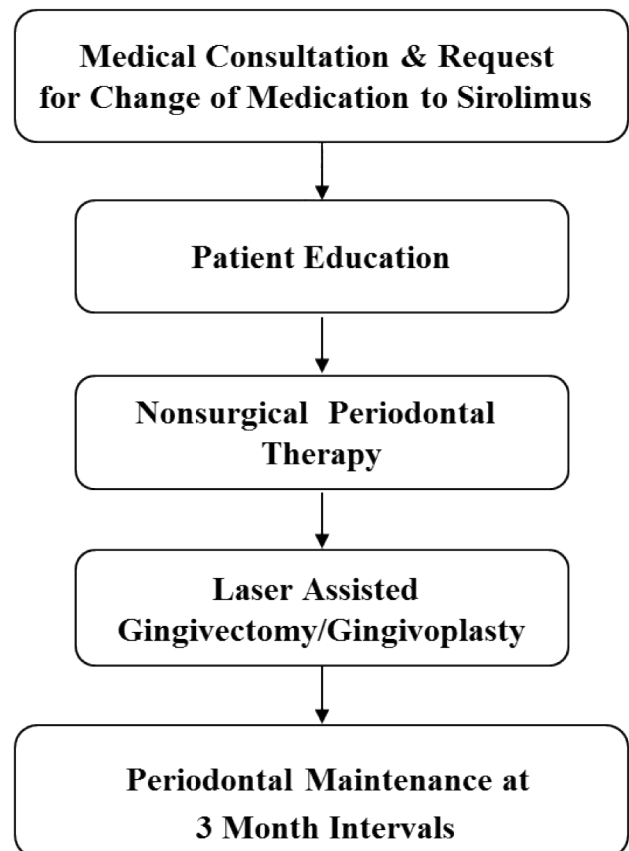 Medical Consultation & Request
for Change of Medication to Sirolimus
Patient Education
Nonsurgical Periodontal
Therapy
Laser Assisted
Gingivectomy/Gingivoplasty
Periodontal Maintenance at
3 Month Intervals